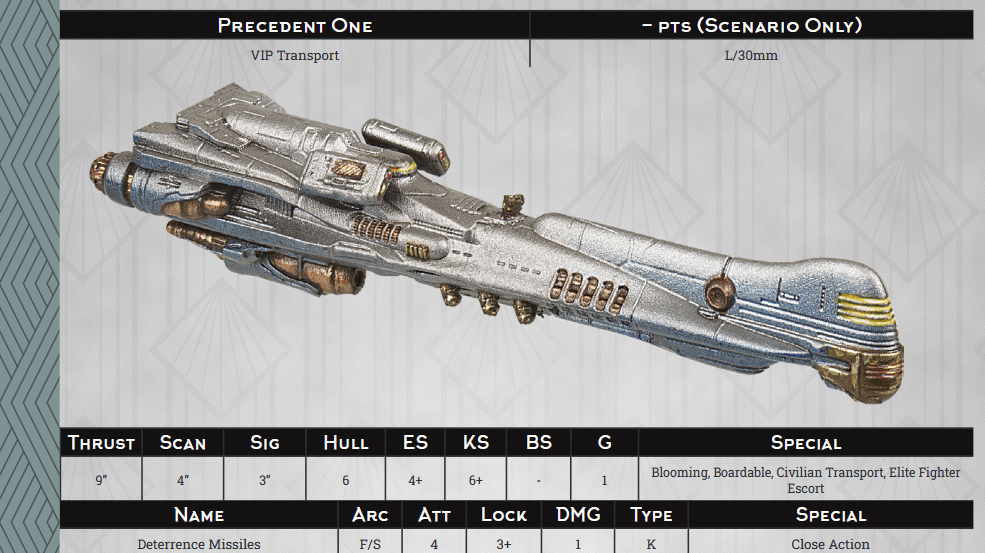 Precedent One – pts (Scenario Only)
VIP Transport L/30mm
Thrust Scan Sig Hull ES KS BS G Special
9” 4” 3” 6 4+ 6+ - 1 Blooming, Boardable, Civilian Transport, Elite Fighter
Escort
Name Arc Att Lock DMG Type Special
Deterrence Missiles F/S 4 3+ 1 K Close Action